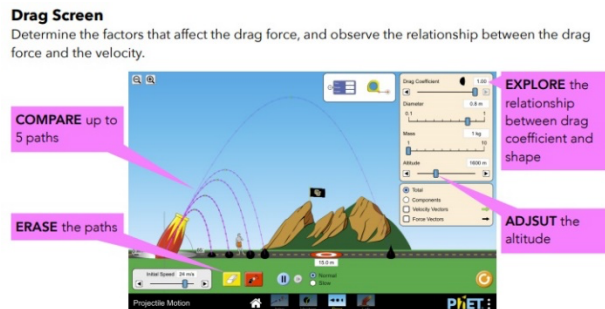 Drag Screen
Determine the factors that affect the drag force, and observe the relationship between the drag
force and the velocity.
COMPARE up to
5 paths
ERASE the paths
Drag Coefficient
1.00
Diameter
0.8 m
0.1
1
Mass
1 kg
1
10
Altitude
1600 m
Total
Components
Velocity Vectors
Force Vectors
EXPLORE the
relationship
between drag
coefficient and
shape
ADJSUT the
altitude
15.0 m
Initial Speed
Normal
Slow
Projectile Motion
PhET